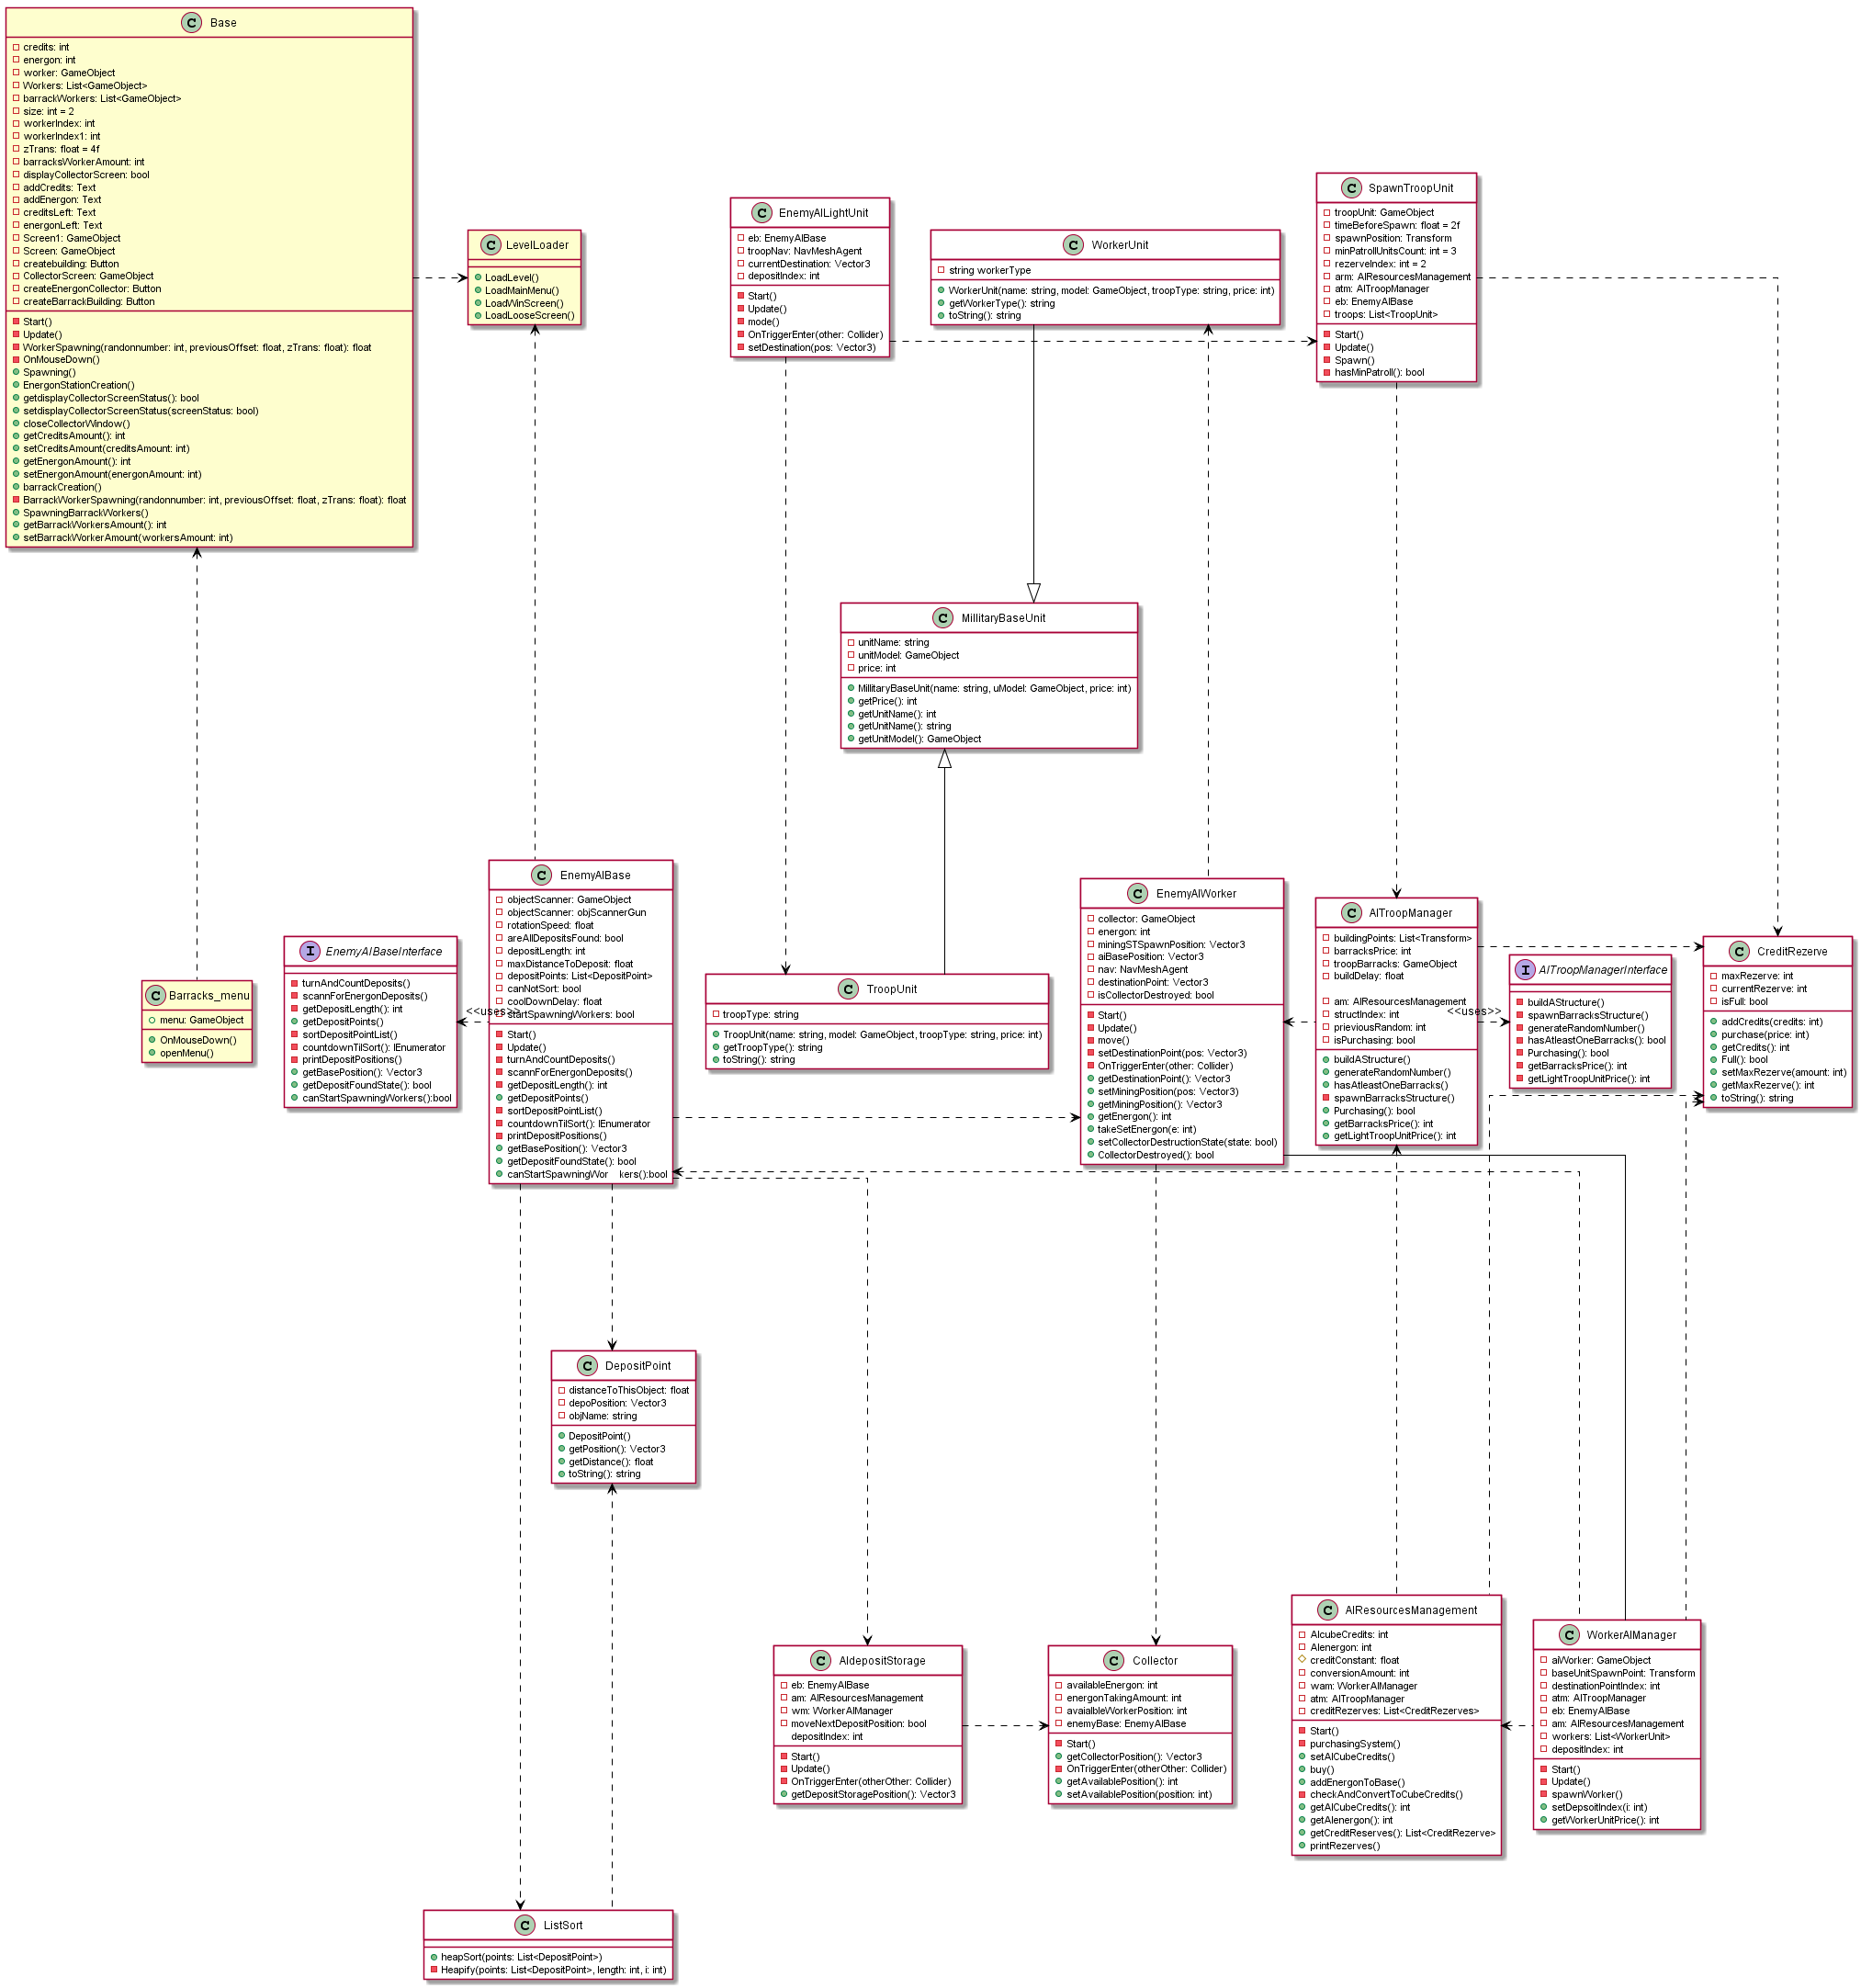 Base
credits: int
energon: int
worker: GameObject
Workers: List<GameObject>
barrackWorkers: List<GameObject>
size: int = 2
workerIndex: int
workerIndex1: int
zTrans: float = 4f
barracksWorkerAmount: int
displayCollectorScreen: bool
addCredits: Text
addEnergon: Text
creditsLeft: Text
energonLeft: Text
Screen1: GameObject
Screen: GameObject
createbuilding: Button
CollectorScreen: GameObject
createEnergonCollector: Button
createBarrackBuilding: Button
Start()
Update()
WorkerSpawning(randonnumber: int, previousOffset: float, zTrans: float): float
OnMouseDown()
Spawning()
EnergonStationCreation()
getdisplayCollectorScreenStatus(): bool
setdisplayCollectorScreenStatus(screenStatus: bool)
closeCollectorWindow()
getCreditsAmount(): int
setCreditsAmount(creditsAmount: int)
getEnergonAmount(): int
setEnergonAmount(energonAmount: int)
barrackCreation()
BarrackWorkerSpawning(randonnumber: int, previousOffset: float, zTrans: float): float
SpawningBarrackWorkers()
getBarrackWorkersAmount(): int
setBarrackWorkerAmount(workersAmount: int)
LevelLoader
LoadLevel()
LoadMainMenu()
LoadWinScreen()
LoadLooseScreen()
EnemyAILightUnit
eb: EnemyAIBase
troopNav: NavMeshAgent
currentDestination: Vector3
depositIndex: int
Start()
Update()
mode()
OnTriggerEnter(other: Collider)
setDestination(pos: Vector3)
WorkerUnit
string workerType
WorkerUnit(name: string, model: GameObject, troopType: string, price: int)
getWorkerType(): string
toString(): string
SpawnTroopUnit
troopUnit: GameObject
timeBeforeSpawn: float = 2f
spawnPosition: Transform
minPatrollUnitsCount: int = 3
rezerveIndex: int = 2
arm: AIResourcesManagement
atm: AITroopManager
eb: EnemyAIBase
troops: List<TroopUnit>
Start()
Update()
Spawn()
hasMinPatroll(): bool
MillitaryBaseUnit
unitName: string
unitModel: GameObject
price: int
MillitaryBaseUnit(name: string, uModel: GameObject, price: int)
getPrice(): int
getUnitName(): int
getUnitName(): string
getUnitModel(): GameObject
Barracks_menu
menu: GameObject
OnMouseDown()
openMenu()
EnemyAIBaseInterface
turnAndCountDeposits()
scannForEnergonDeposits()
getDepositLength(): int
getDepositPoints()
sortDepositPointList()
countdownTilSort(): IEnumerator
printDepositPositions()
getBasePosition(): Vector3
getDepositFoundState(): bool
canStartSpawningWorkers():bool
<<uses>>
EnemyAIBase
objectScanner: GameObject
objectScanner: objScannerGun
rotationSpeed: float
areAllDepositsFound: bool
depositLength: int
maxDistanceToDeposit: float
depositPoints: List<DepositPoint>
canNotSort: bool
coolDownDelay: float
startSpawningWorkers: bool
Start()
Update()
turnAndCountDeposits()
scannForEnergonDeposits()
getDepositLength(): int
getDepositPoints()
sortDepositPointList()
countdownTilSort(): IEnumerator
printDepositPositions()
getBasePosition(): Vector3
getDepositFoundState(): bool
canStartSpawningWor kers():bool
TroopUnit
troopType: string
TroopUnit(name: string, model: GameObject, troopType: string, price: int)
getTroopType(): string
toString(): string
EnemyAIWorker
collector: GameObject
energon: int
miningSTSpawnPosition: Vector3
aiBasePosition: Vector3
nav: NavMeshAgent
destinationPoint: Vector3
isCollectorDestroyed: bool
Start()
Update()
move()
setDestinationPoint(pos: Vector3)
OnTriggerEnter(other: Collider)
getDestinationPoint(): Vector3
setMiningPosition(pos: Vector3)
getMiningPosition(): Vector3
getEnergon(): int
takeSetEnergon(e: int)
setCollectorDestructionState(state: bool)
CollectorDestroyed(): bool
AITroopManager
buildingPoints: List<Transform>
barracksPrice: int
troopBarracks: GameObject
buildDelay: float
am: AIResourcesManagement
structIndex: int
prieviousRandom: int
isPurchasing: bool
buildAStructure()
generateRandomNumber()
hasAtleastOneBarracks()
spawnBarracksStructure()
Purchasing(): bool
getBarracksPrice(): int
getLightTroopUnitPrice(): int
<<uses>>
AITroopManagerInterface
buildAStructure()
spawnBarracksStructure()
generateRandomNumber()
hasAtleastOneBarracks(): bool
Purchasing(): bool
getBarracksPrice(): int
getLightTroopUnitPrice(): int
CreditRezerve
maxRezerve: int
currentRezerve: int
isFull: bool
addCredits(credits: int)
purchase(price: int)
getCredits(): int
Full(): bool
setMaxRezerve(amount: int)
getMaxRezerve(): int
toString(): string
DepositPoint
distanceToThisObject: float
depoPosition: Vector3
objName: string
DepositPoint()
getPosition(): Vector3
getDistance(): float
toString(): string
AIdepositStorage
eb: EnemyAIBase
am: AIResourcesManagement
wm: WorkerAIManager
moveNextDepositPosition: bool
depositIndex: int
Start()
Update()
OnTriggerEnter(otherOther: Collider)
getDepositStoragePosition(): Vector3
Collector
availableEnergon: int
energonTakingAmount: int
avaialbleWorkerPosition: int
enemyBase: EnemyAIBase
Start()
getCollectorPosition(): Vector3
OnTriggerEnter(otherOther: Collider)
getAvailablePosition(): int
setAvailablePosition(position: int)
AIResourcesManagement
AIcubeCredits: int
AIenergon: int
creditConstant: float
conversionAmount: int
wam: WorkerAIManager
atm: AITroopManager
creditRezerves: List<CreditRezerves>
Start()
purchasingSystem()
setAICubeCredits()
buy()
addEnergonToBase()
checkAndConvertToCubeCredits()
getAICubeCredits(): int
getAIenergon(): int
getCreditReserves(): List<CreditRezerve>
printRezerves()
WorkerAIManager
aiWorker: GameObject
baseUnitSpawnPoint: Transform
destinationPointIndex: int
atm: AITroopManager
eb: EnemyAIBase
am: AIResourcesManagement
workers: List<WorkerUnit>
depositIndex: int
Start()
Update()
spawnWorker()
setDepsoitIndex(i: int)
getWorkerUnitPrice(): int
ListSort
heapSort(points: List<DepositPoint>)
Heapify(points: List<DepositPoint>, length: int, i: int)